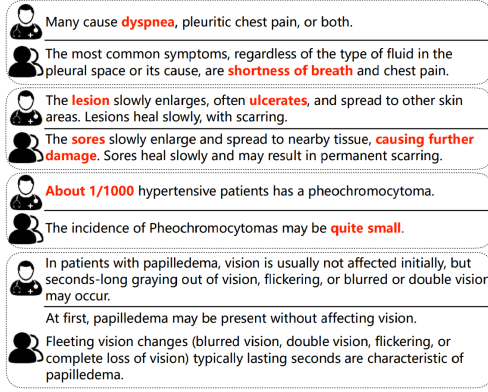 Many cause dyspnea, pleuritic chest pain, or both.
The most common symptoms, regardless of the type of fluid in the
pleural space or its cause, are shortness of breath and chest pain.
The lesion slowly enlarges, often ulcerates, and spread to other skin
areas. Lesions heal slowly, with scarring.
The sores slowly enlarge and spread to nearby tissue, causing further
damage. Sores heal slowly and may result in permanent scarring.
About 1/1000 hypertensive patients has a pheochromocytoma.
The incidence of Pheochromocytomas may be quite small.
In patients with papilledema, vision is usually not affected initially, but
seconds-long graying out of vision, flickering, or blurred or double vision
may occur.
At first, papilledema may be present without affecting vision.
Fleeting vision changes (blurred vision, double vision, flickering, or
complete loss of vision) typically lasting seconds are characteristic of
papilledema.